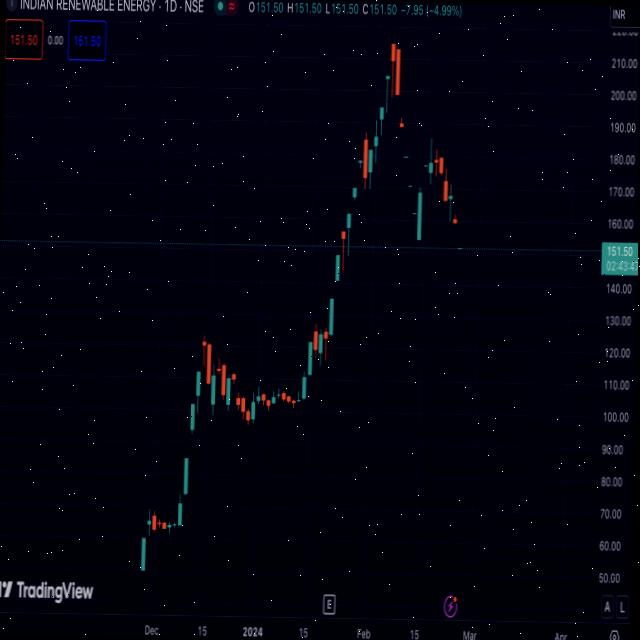 INDIAN RENEWABLE ENERGY · 1D · NSE
O151.50 H151.50 L151.50 C151.50 −7.95 (−4.99%)
INR
151.50 0.00 151.50
210.00
200.00
190.00
180.00
170.00
160.00
151.50
140.00
130.00
120.00
110.00
100.00
90.00
80.00
70.00
60.00
50.00
TradingView
E
A L
Dec 15 2024 15 Feb 15 Mar Apr